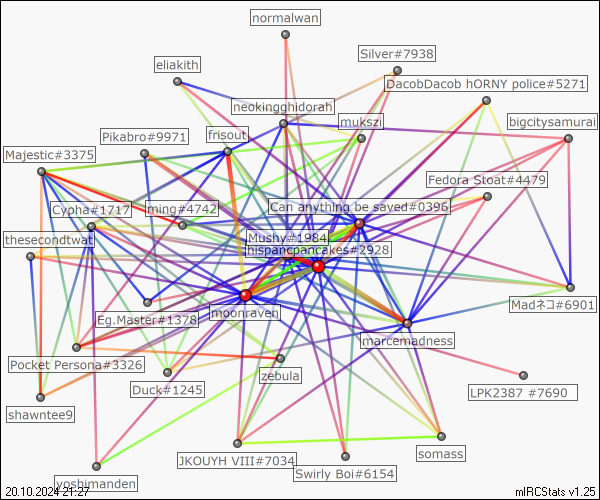 normalwan
Silver#7938
eliakith
DacobDacob hORNY police#5271
neokingghidorah
mukszi
bigcitysamurai
Pikabro#9971
frisout
Majestic#3375
Fedora Stoat#4479
Cypha#1717
ming#4742
Can anything be saved#0396
thesecondtwat
Mushy#1984
hispancpancakes#2928
Madネコ#6901
Eg.Master#1378
moonraven
marcemadness
Pocket Persona#3326
zebula
Duck#1245
LPK2387 #7690
shawntee9
somass
JKOUYH VIII#7034
Swirly Boi#6154
yoshimanden
20.10.2024 21:27
mIRCStats v1.25